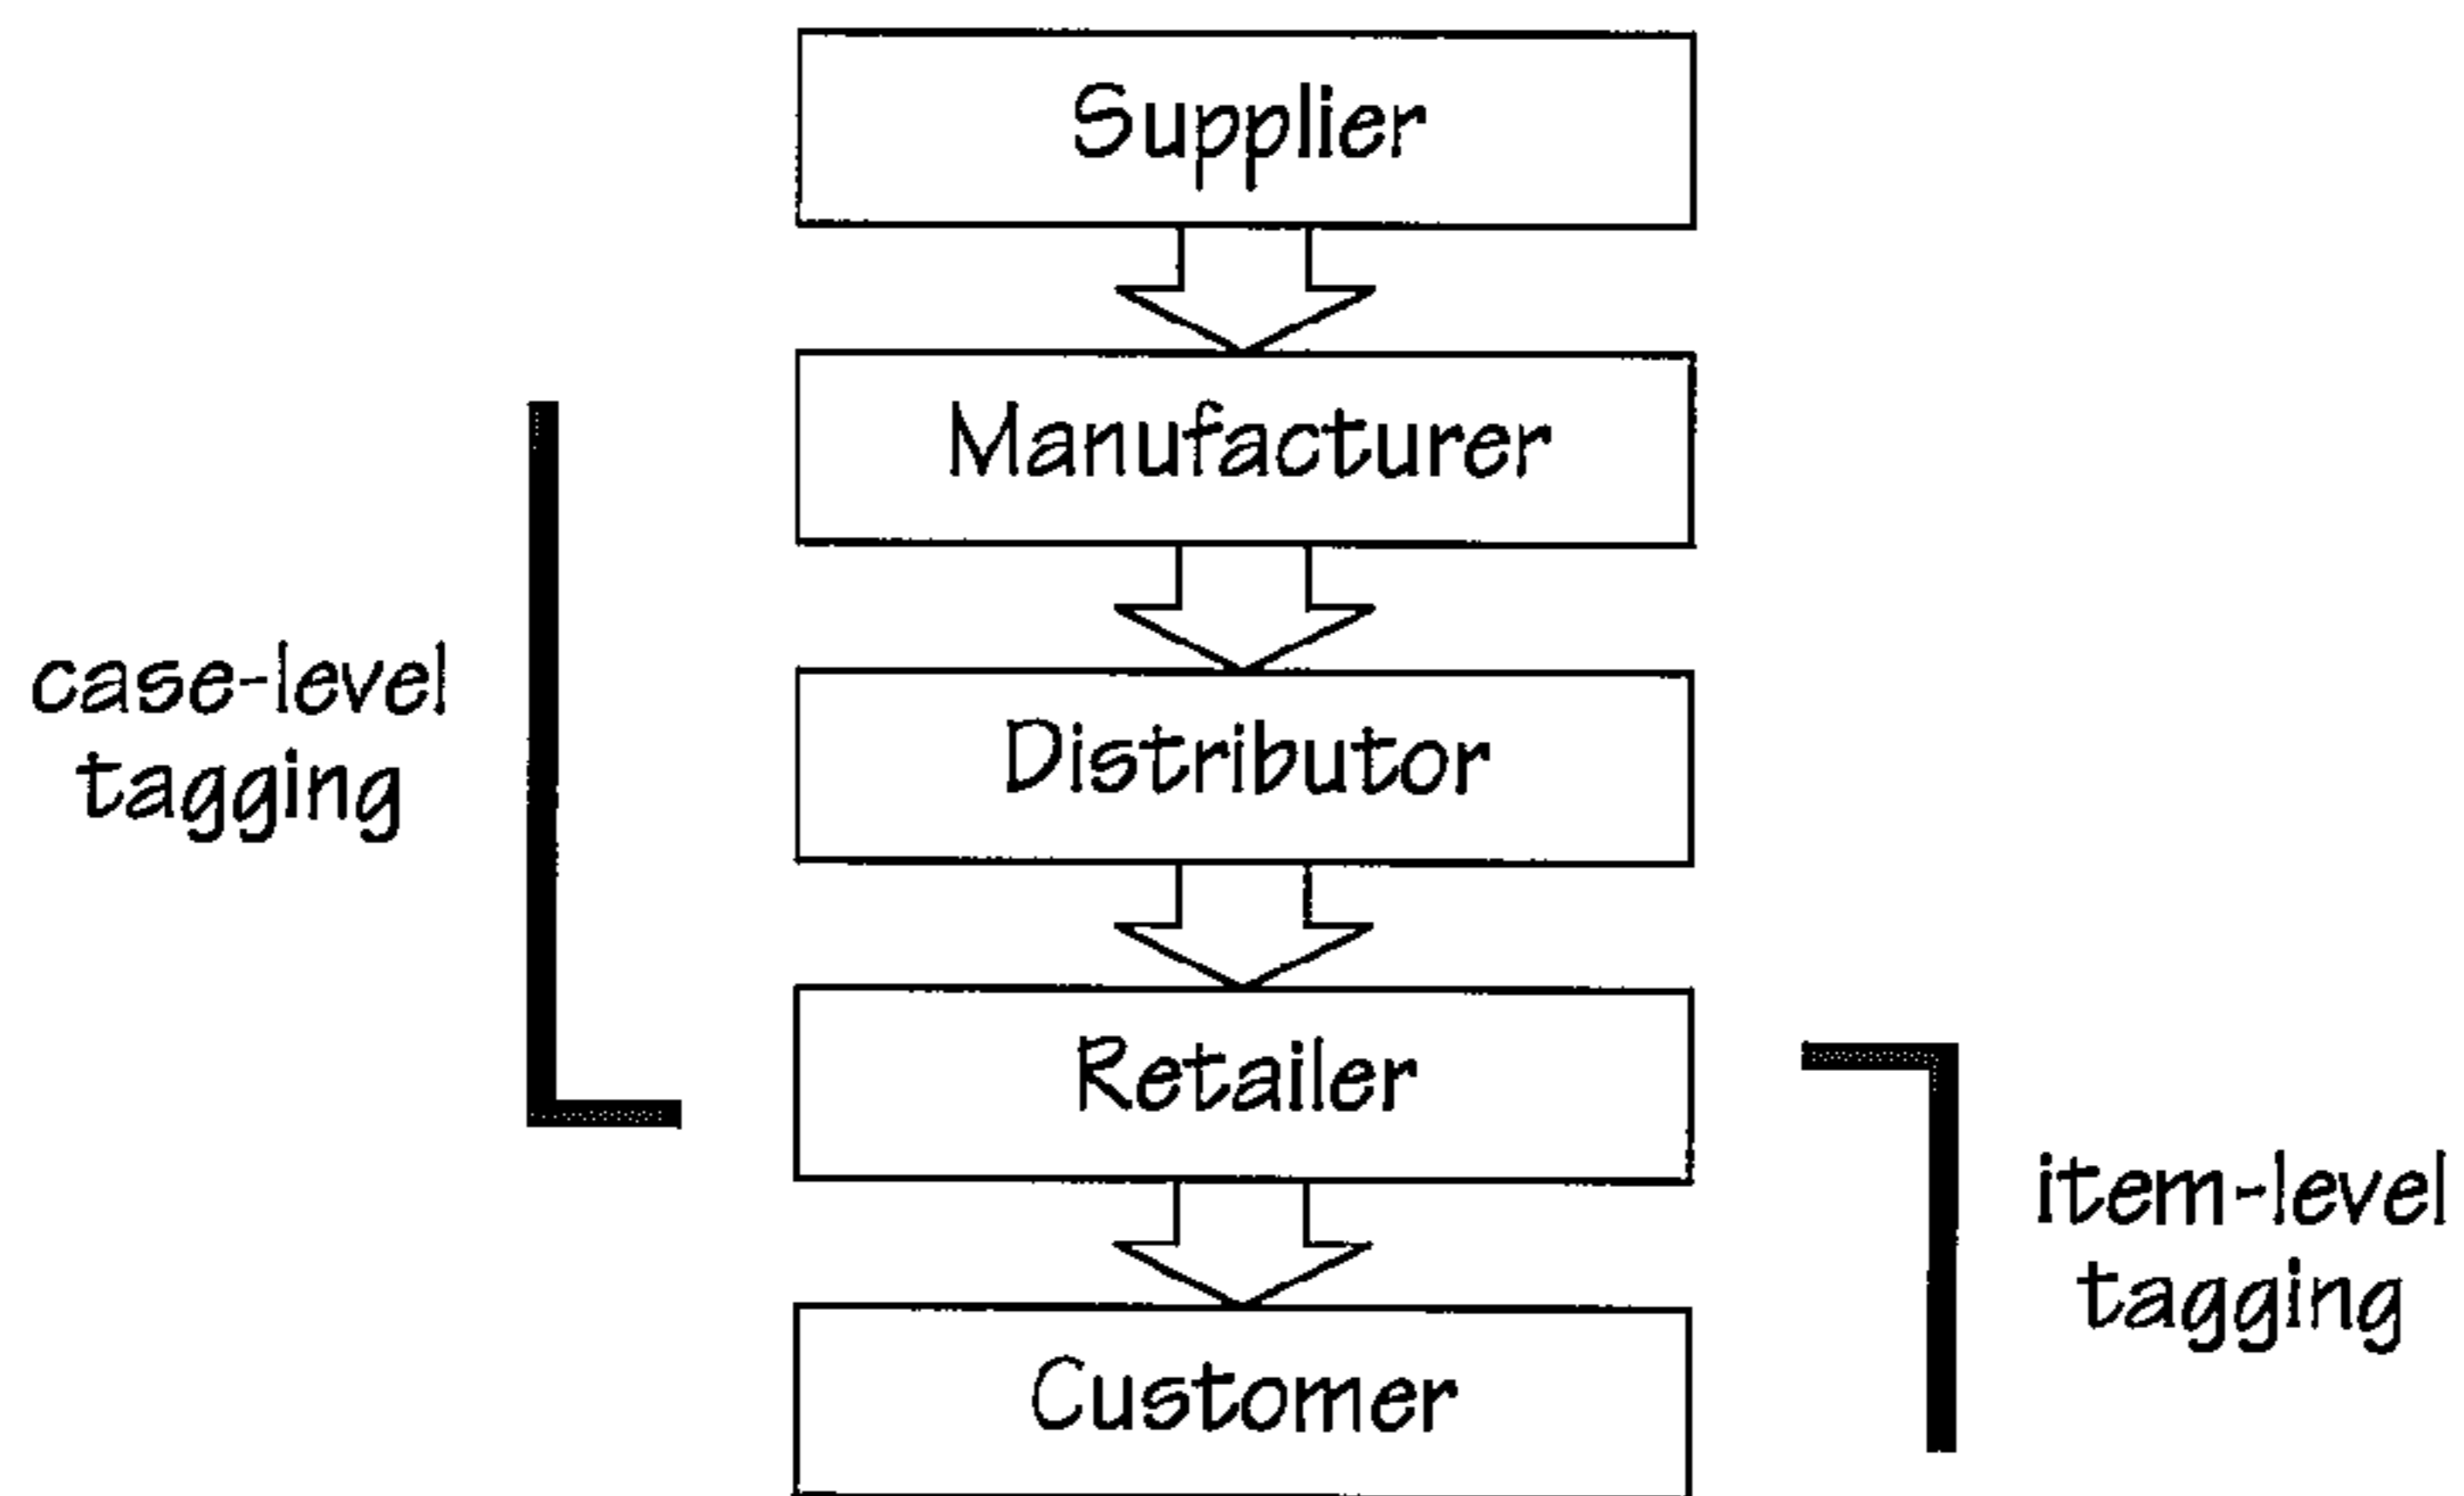 Supplier
Manufacturer
case-level
tagging
Distributor
Retailer
item-level
tagging
Customer